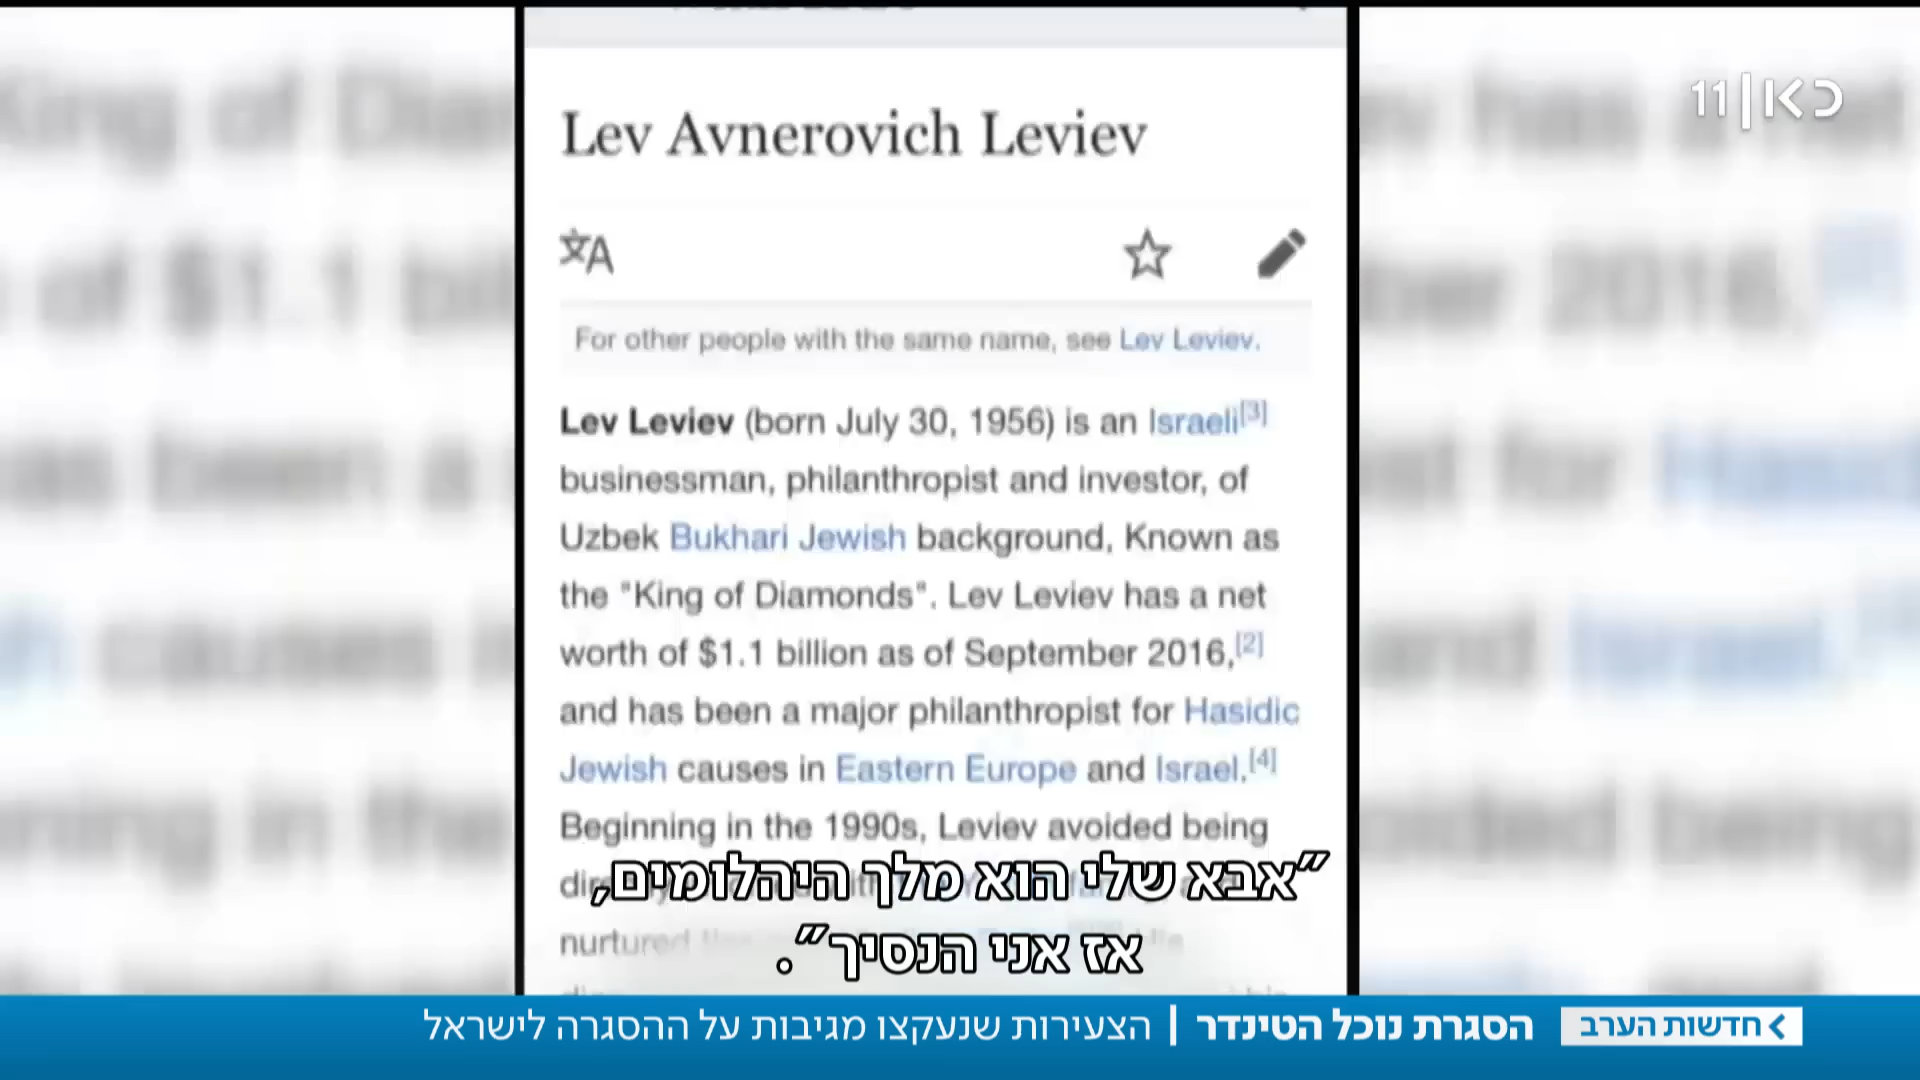 כאן 11
Lev Avnerovich Leviev
For other people with the same name, see Lev Leviev.
Lev Leviev (born July 30, 1956) is an Israeli[3]
businessman, philanthropist and investor, of
Uzbek Bukhari Jewish background, Known as
the "King of Diamonds". Lev Leviev has a net
worth of $1.1 billion as of September 2016,[2]
and has been a major philanthropist for Hasidic
Jewish causes in Eastern Europe and Israel.[4]
Beginning in the 1990s, Leviev avoided being
nurtured
"אבא שלי הוא מלך היהלומים,
אז אני הנסיך".
חדשות הערב
הסגרת נוכל הטינדר | הצעירות שנעקצו מגיבות על ההסגרה לישראל